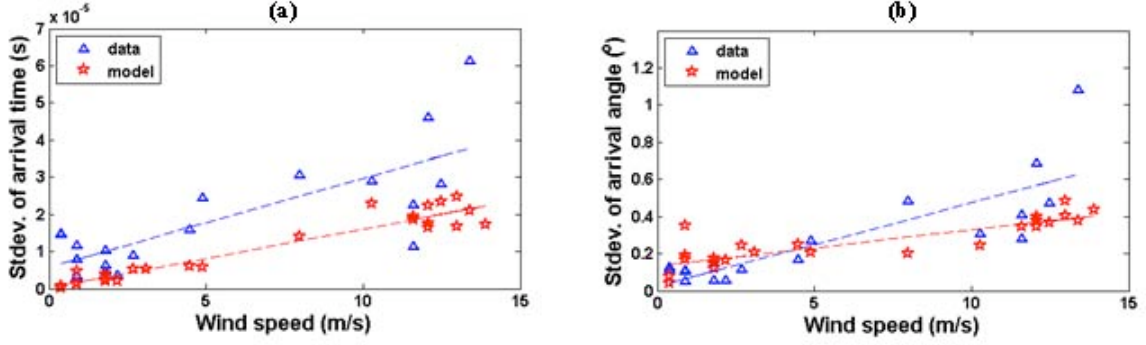 (a)
x 10⁻⁵
Stdev. of arrival time (s)
7
6
5
4
3
2
1
0
0
5
10
15
Wind speed (m/s)
data
model
(b)
Stdev. of arrival angle (⁰)
1.2
1
0.8
0.6
0.4
0.2
0
0
5
10
15
Wind speed (m/s)
data
model